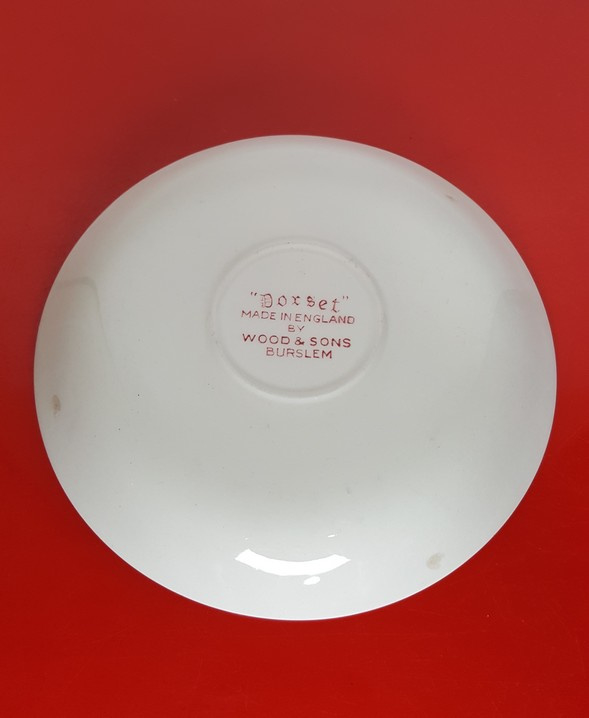 "Dorset"
MADE IN ENGLAND
BY
WOOD & SONS
BURSLEM